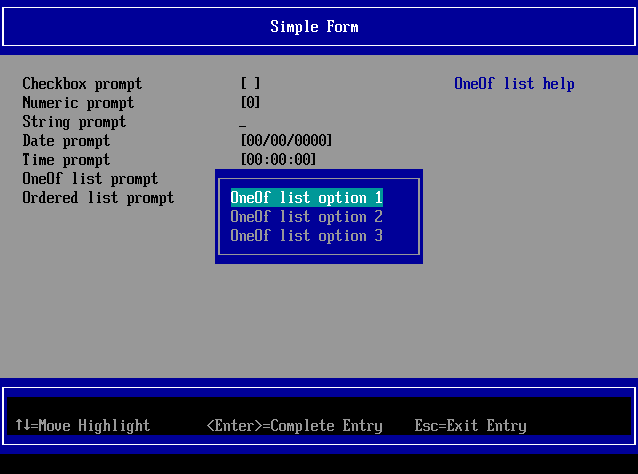 Simple Form
Checkbox prompt [ ] OneOf list help
Numeric prompt [0]
String prompt _
Date prompt [00/00/0000]
Time prompt [00:00:00]
OneOf list prompt
Ordered list prompt OneOf list option 1
OneOf list option 2
OneOf list option 3
↑↓=Move Highlight <Enter>=Complete Entry Esc=Exit Entry